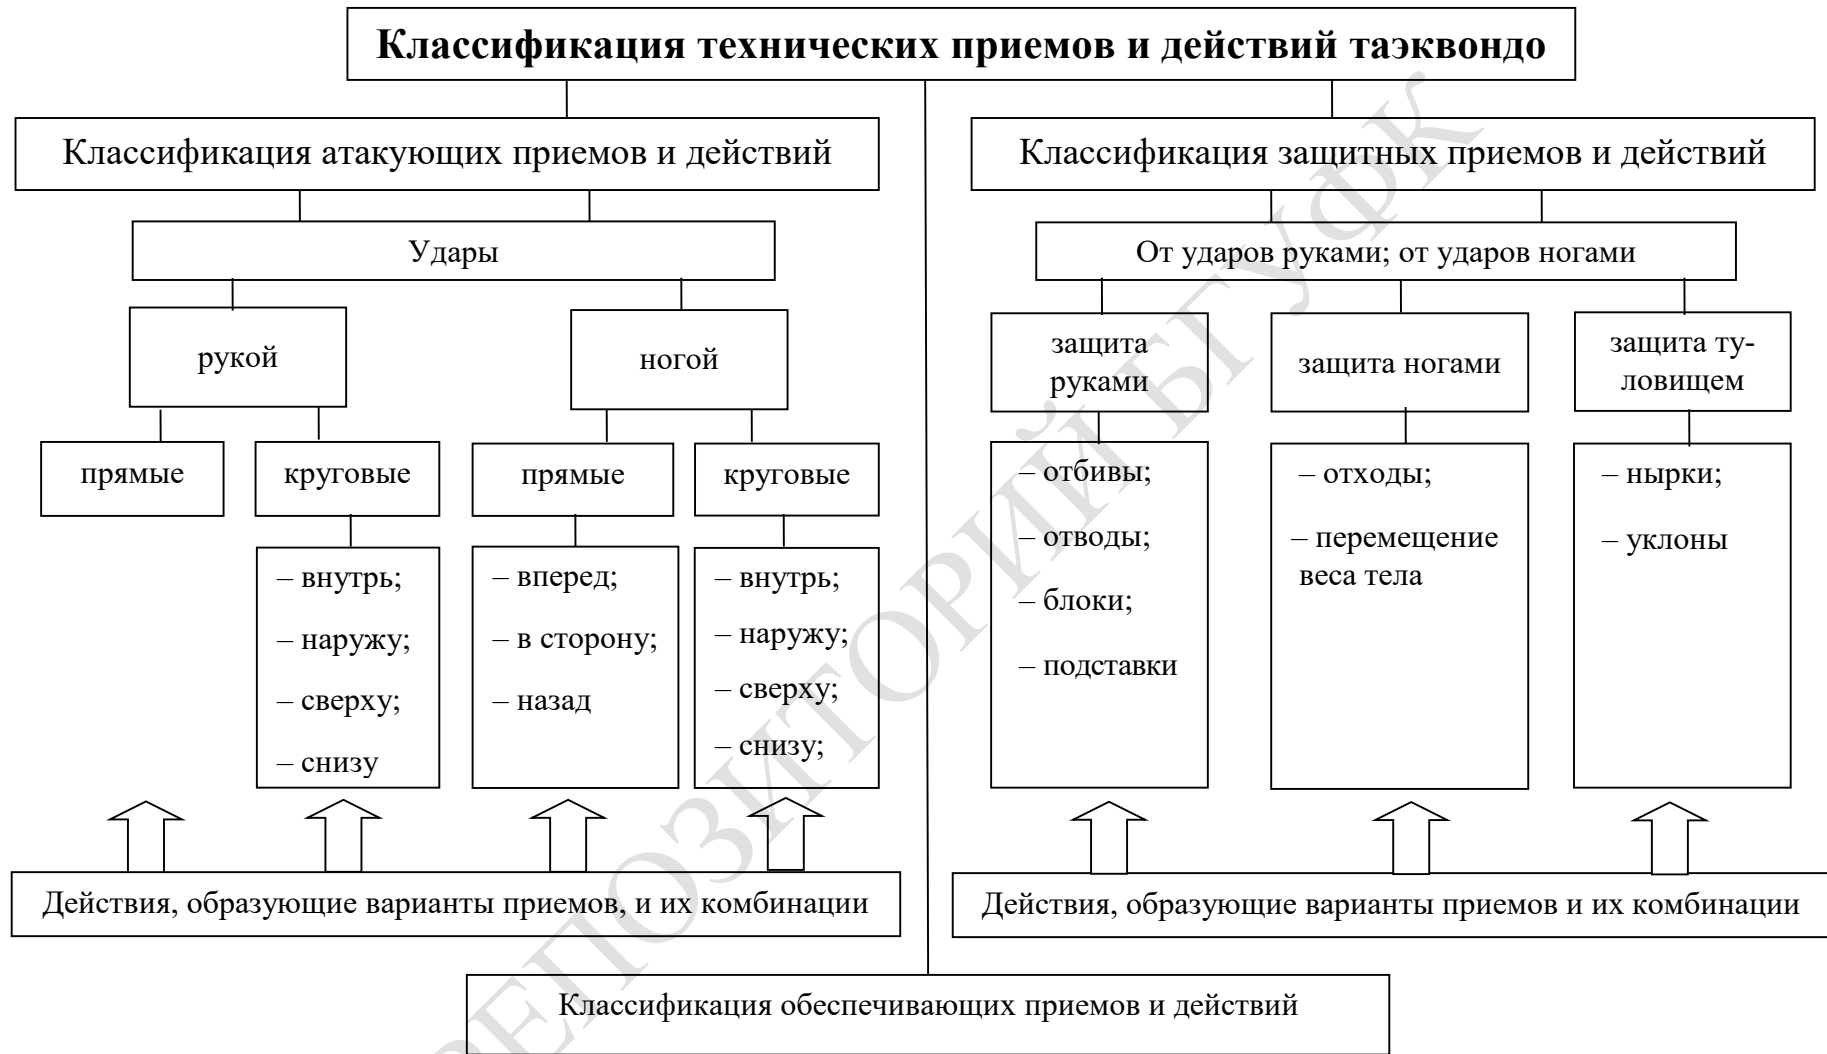 Классификация технических приемов и действий таэквондо
Классификация атакующих приемов и действий
Удары
рукой
ногой
прямые
круговые
прямые
круговые
– внутрь;
– наружу;
– сверху;
– снизу
– вперед;
– в сторону;
– назад
– внутрь;
– наружу;
– сверху;
– снизу;
Действия, образующие варианты приемов, и их комбинации
Классификация защитных приемов и действий
От ударов руками; от ударов ногами
защита
руками
защита ногами
защита ту-
ловищем
– отбивы;
– отводы;
– блоки;
– подставки
– отходы;
– перемещение
веса тела
– нырки;
– уклоны
Действия, образующие варианты приемов и их комбинации
Классификация обеспечивающих приемов и действий
РЕПОЗИТОРИЙ БГУФК